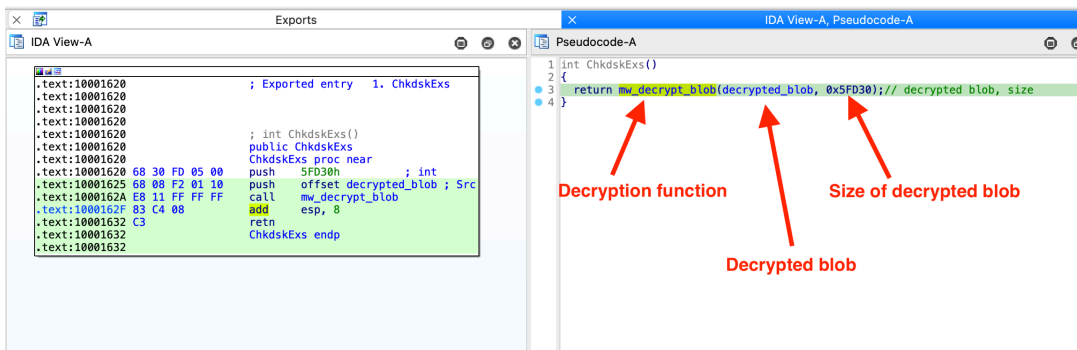 Exports
IDA View-A, Pseudocode-A
IDA View-A
Pseudocode-A
.text:10001620 ; Exported entry 1. ChkdskExs
.text:10001620
.text:10001620
.text:10001620
.text:10001620 ; int ChkdskExs()
.text:10001620 public ChkdskExs
.text:10001620 ChkdskExs proc near
.text:10001620 68 30 FD 05 00 push 5FD30h ; int
.text:10001625 68 08 F2 01 10 push offset decrypted_blob ; Src
.text:1000162A E8 11 FF FF FF call mw_decrypt_blob
.text:1000162F 83 C4 08 add esp, 8
.text:10001632 C3 retn
.text:10001632 ChkdskExs endp
.text:10001632
1 int ChkdskExs()
2 {
3 return mw_decrypt_blob(decrypted_blob, 0x5FD30);// decrypted blob, size
4 }
Decryption function
Size of decrypted blob
Decrypted blob